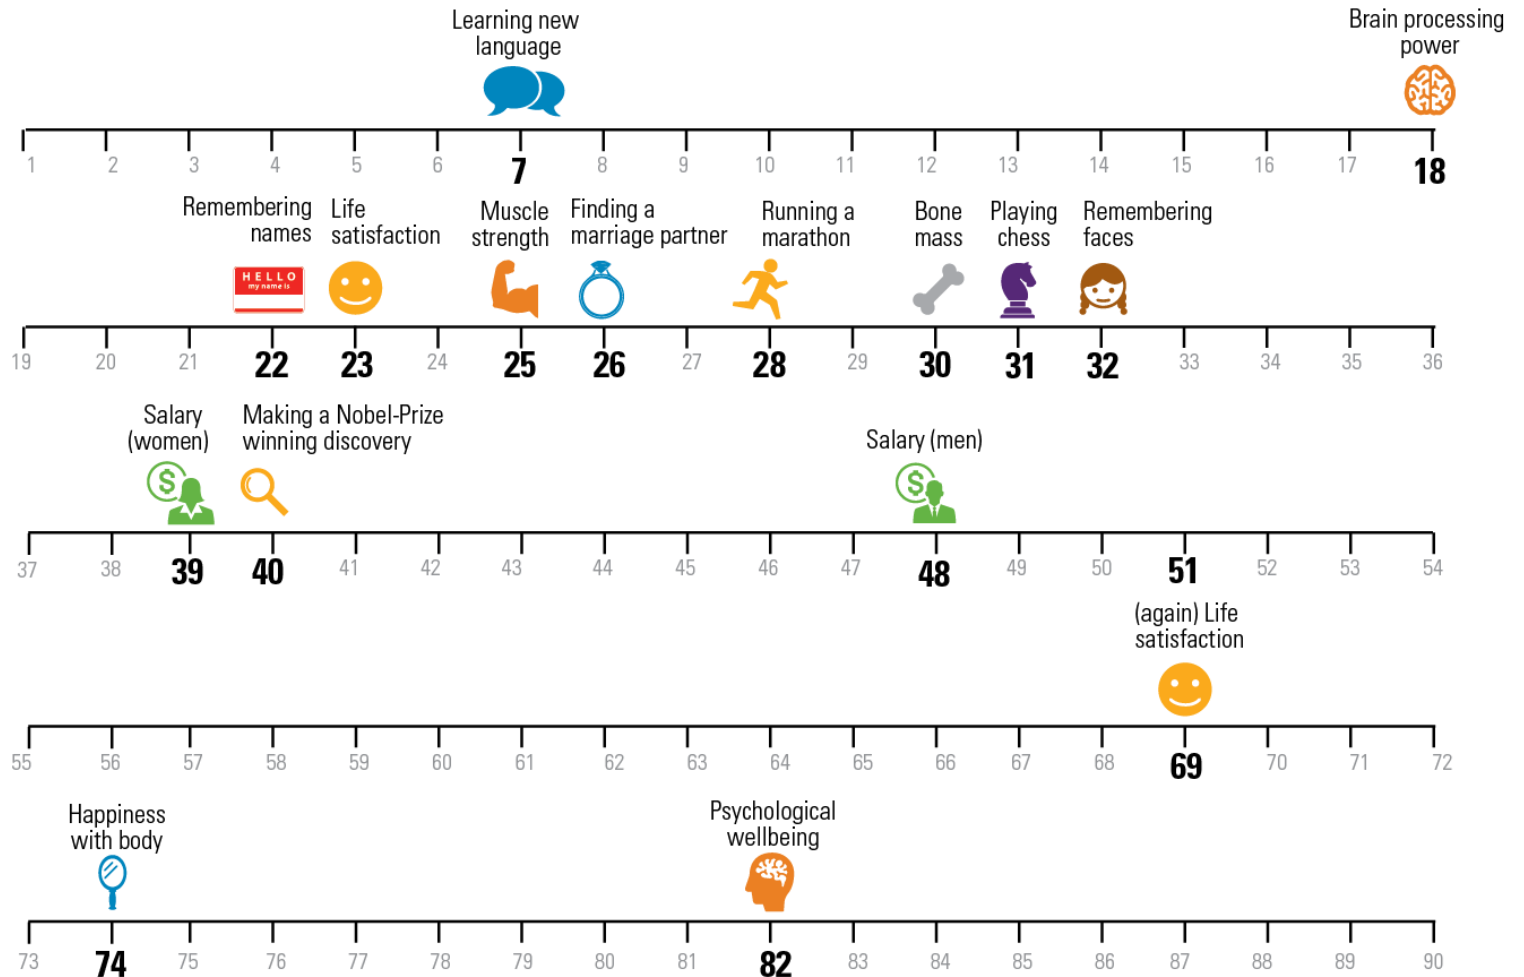 Learning new
language
Brain processing
power
1 2 3 4 5 6 7 8 9 10 11 12 13 14 15 16 17 18
Remembering
names
Life
satisfaction
Muscle
strength
Finding a
marriage partner
Running a
marathon
Bone
mass
Playing
chess
Remembering
faces
HELLO
my name is
19 20 21 22 23 24 25 26 27 28 29 30 31 32 33 34 35 36
Salary
(women)
Making a Nobel-Prize
winning discovery
Salary (men)
$
$
37 38 39 40 41 42 43 44 45 46 47 48 49 50 51 52 53 54
(again) Life
satisfaction
55 56 57 58 59 60 61 62 63 64 65 66 67 68 69 70 71 72
Happiness
with body
Psychological
wellbeing
73 74 75 76 77 78 79 80 81 82 83 84 85 86 87 88 89 90